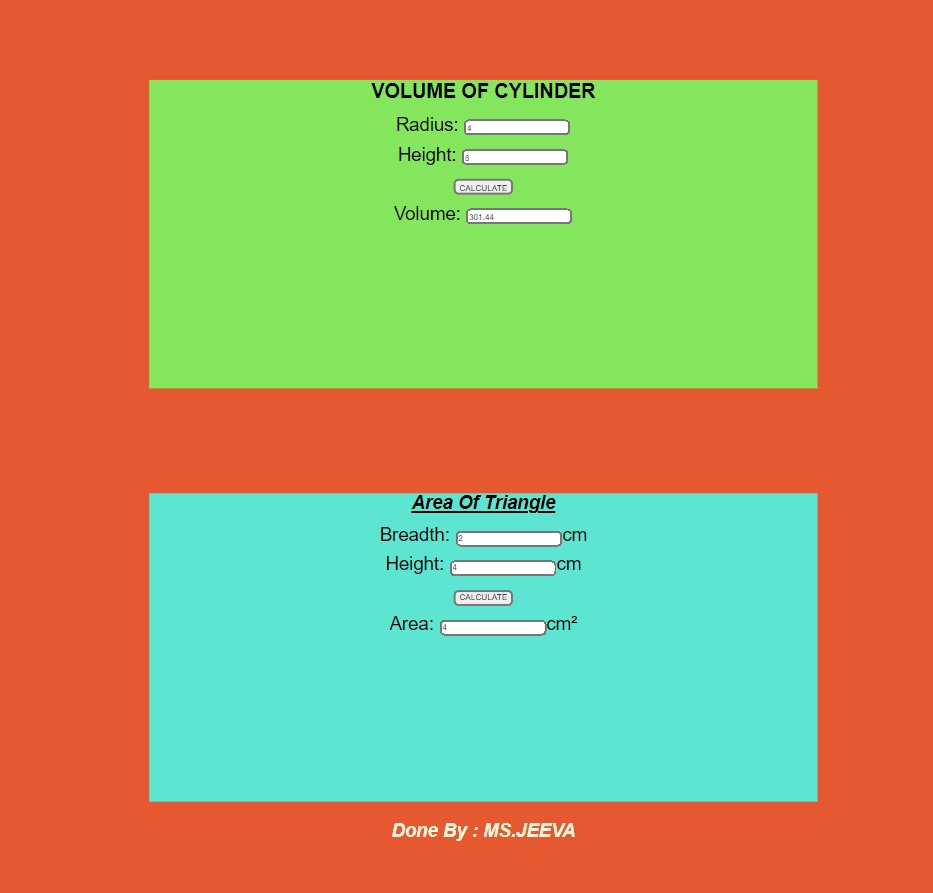 VOLUME OF CYLINDER
Radius: 4
Height: 6
CALCULATE
Volume: 301.44
Area Of Triangle
Breadth: 2 cm
Height: 4 cm
CALCULATE
Area: 4 cm²
Done By : MS.JEEVA